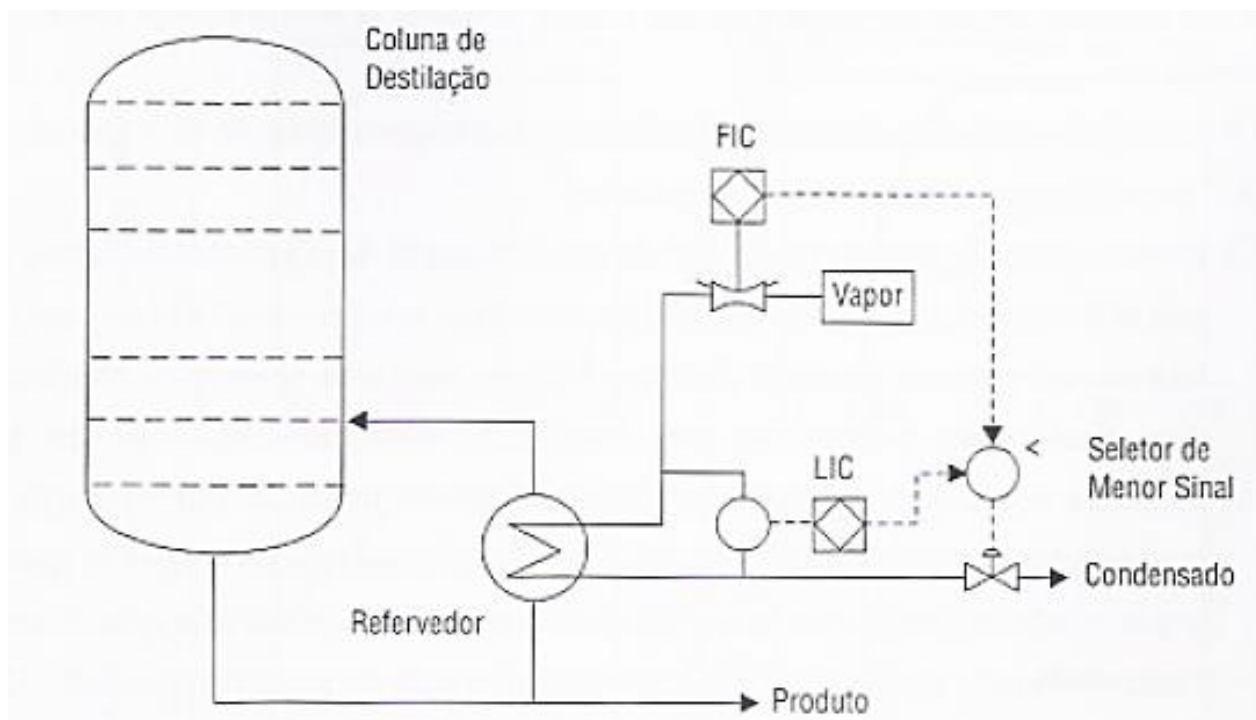 Coluna de
Destilação
FIC
Vapor
LIC
<
Seletor de
Menor Sinal
Condensado
Refervedor
Produto